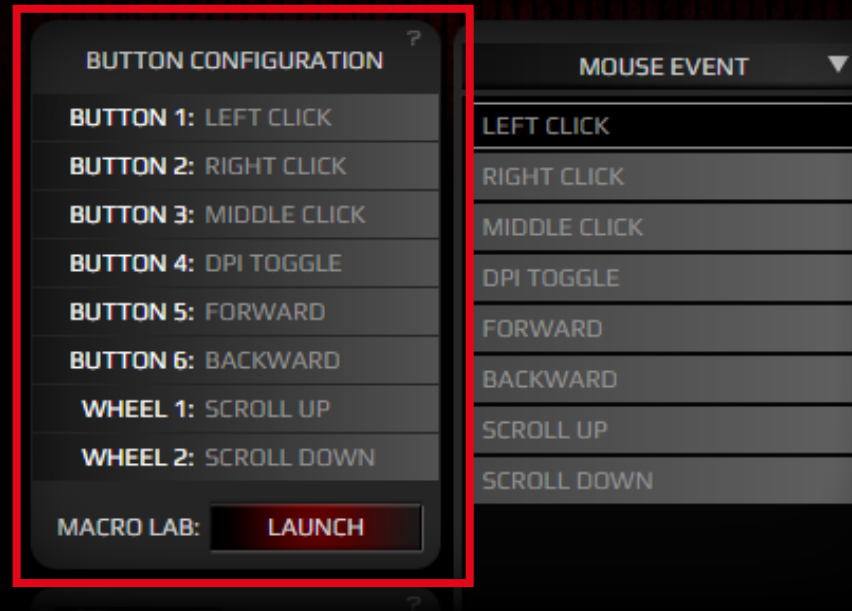 ?
BUTTON CONFIGURATION
BUTTON 1: LEFT CLICK
BUTTON 2: RIGHT CLICK
BUTTON 3: MIDDLE CLICK
BUTTON 4: DPI TOGGLE
BUTTON 5: FORWARD
BUTTON 6: BACKWARD
WHEEL 1: SCROLL UP
WHEEL 2: SCROLL DOWN
MACRO LAB: LAUNCH
?
MOUSE EVENT
LEFT CLICK
RIGHT CLICK
MIDDLE CLICK
DPI TOGGLE
FORWARD
BACKWARD
SCROLL UP
SCROLL DOWN